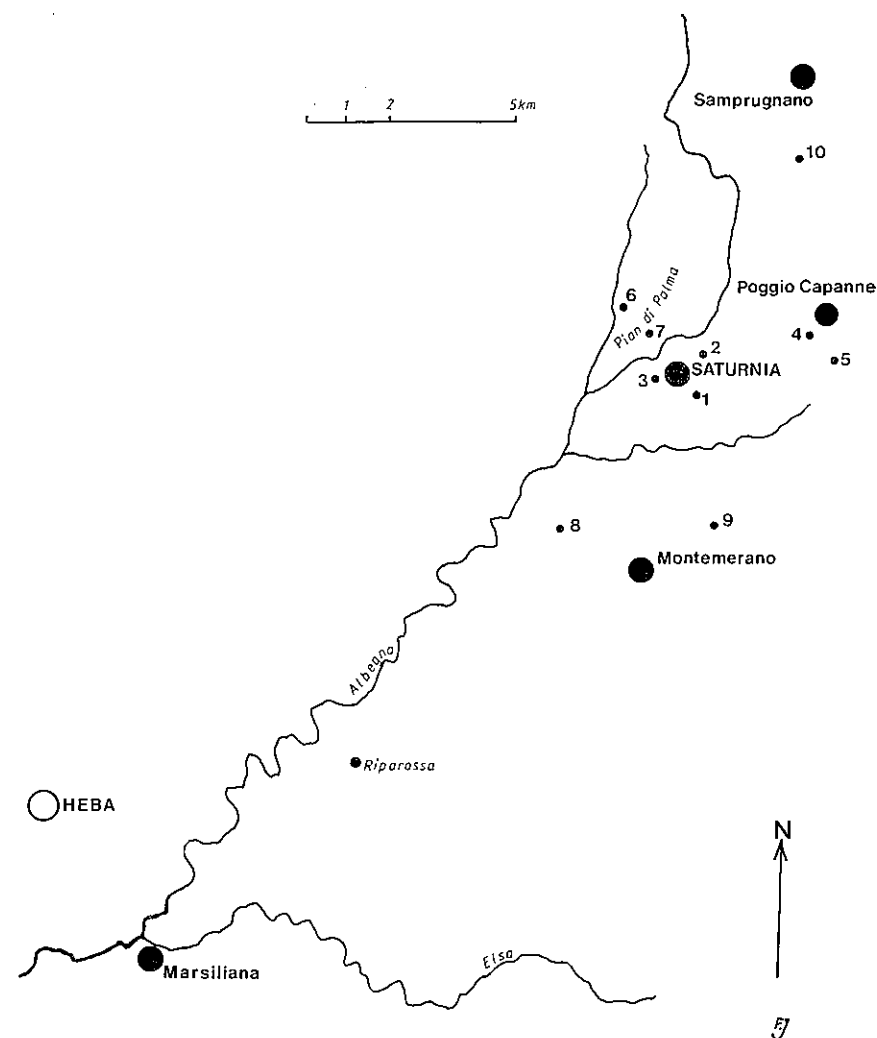 1 2 5km
Samprugnano
10
Poggio Capanne
6
Pian di Palma
7
4
5
2
3
SATURNIA
1
8
9
Montemerano
Albegna
Riparossa
HEBA
N
Elsa
Marsiliana